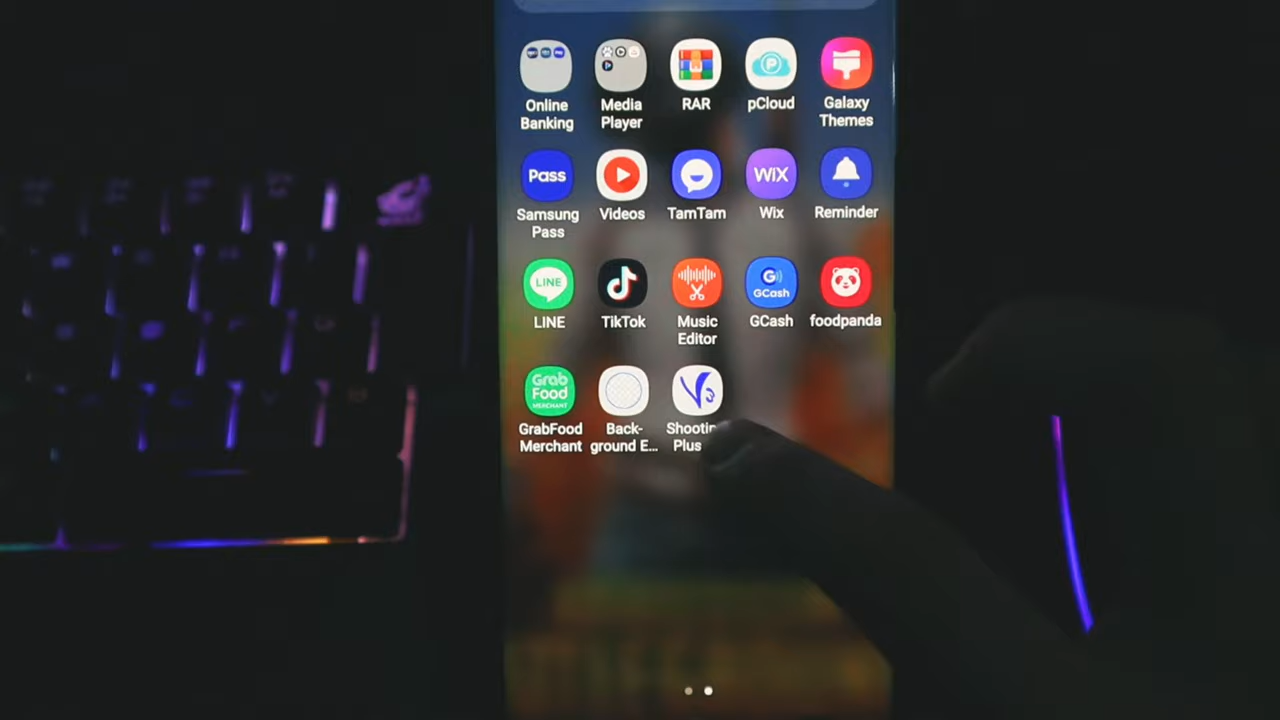 Online
Banking
Media
Player
RAR
P
pCloud
Galaxy
Themes
Pass
Samsung
Pass
Videos
TamTam
WIX
Wix
Reminder
LINE
LINE
TikTok
Music
Editor
G
GCash
GCash
foodpanda
Grab
Food
MERCHANT
GrabFood
Merchant
Back-
ground E...
Plus